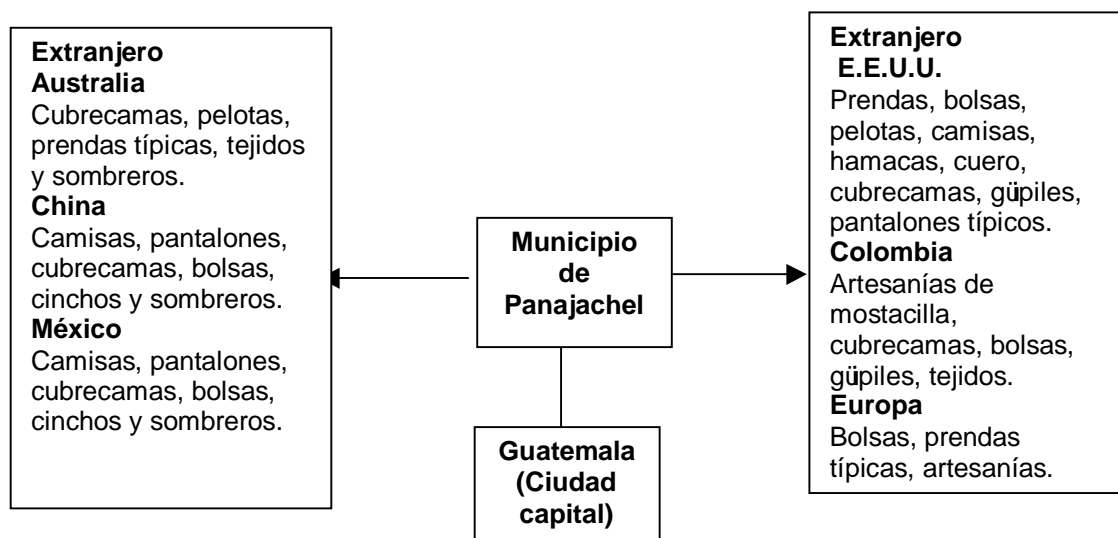 Extranjero
Australia
Cubrecamas, pelotas,
prendas típicas, tejidos
y sombreros.
China
Camisas, pantalones,
cubrecamas, bolsas,
cinchos y sombreros.
México
Camisas, pantalones,
cubrecamas, bolsas,
cinchos y sombreros.
Municipio
de
Panajachel
Guatemala
(Ciudad
capital)
Extranjero
E.E.U.U.
Prendas, bolsas,
pelotas, camisas,
hamacas, cuero,
cubrecamas, güipiles,
pantalones típicos.
Colombia
Artesanías de
mostacilla,
cubrecamas, bolsas,
güipiles, tejidos.
Europa
Bolsas, prendas
típicas, artesanías.